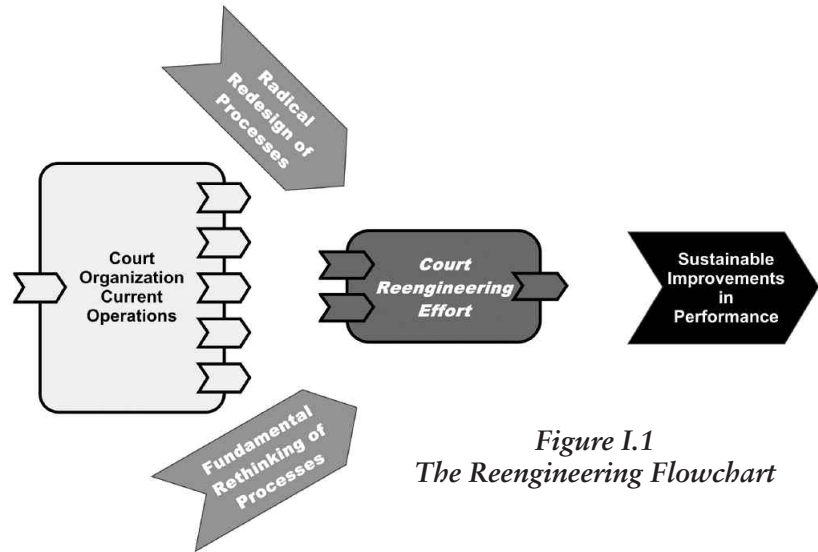 Radical
Redesign of
Processes
Court
Organization
Current
Operations
Court
Reengineering
Effort
Sustainable
Improvements
in
Performance
Fundamental
Rethinking of
Processes
Figure I.1
The Reengineering Flowchart